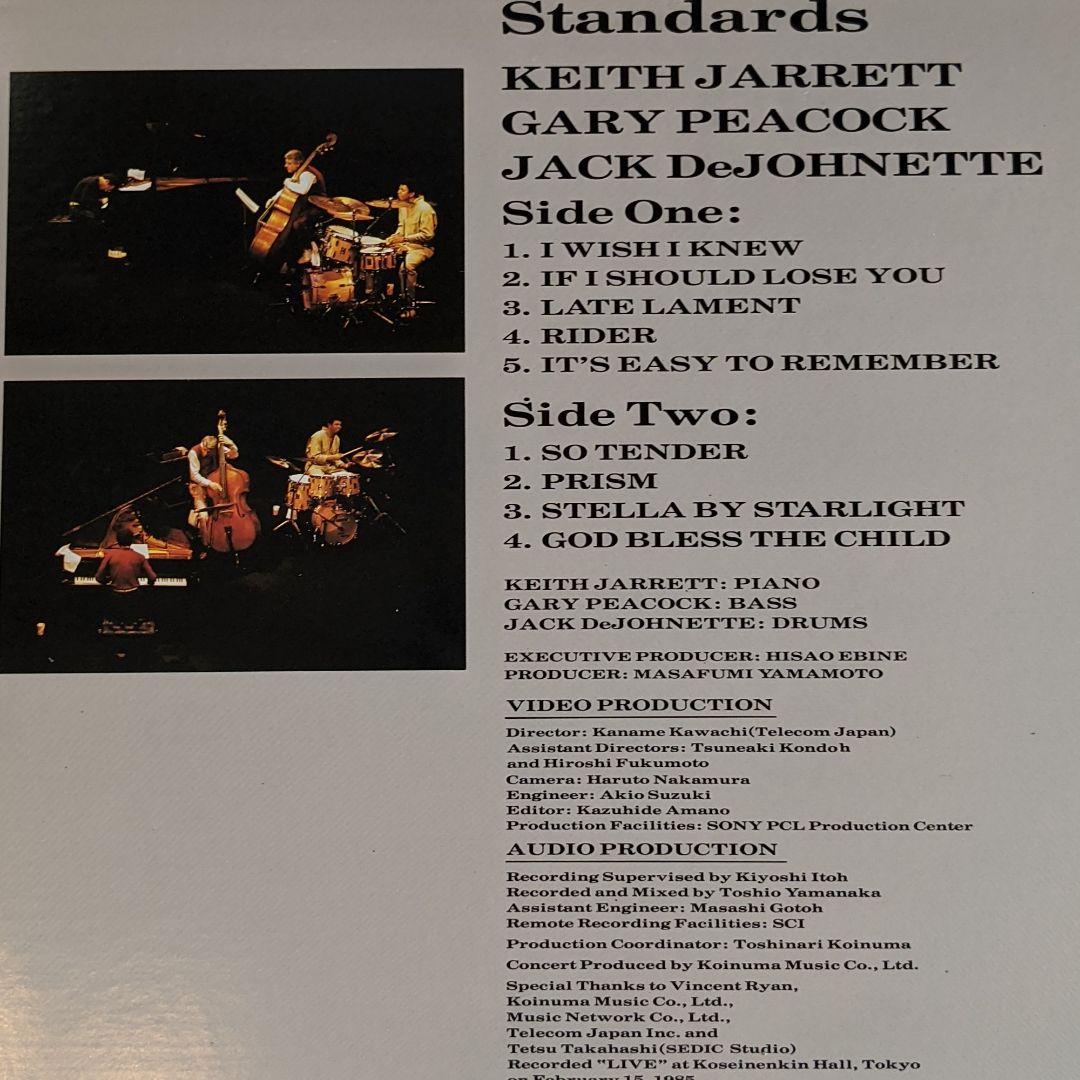 Standards
KEITH JARRETT
GARY PEACOCK
JACK DeJOHNETTE
Side One:
1. I WISH I KNEW
2. IF I SHOULD LOSE YOU
3. LATE LAMENT
4. RIDER
5. IT'S EASY TO REMEMBER
Side Two:
1. SO TENDER
2. PRISM
3. STELLA BY STARLIGHT
4. GOD BLESS THE CHILD
KEITH JARRETT: PIANO
GARY PEACOCK: BASS
JACK DeJOHNETTE: DRUMS
EXECUTIVE PRODUCER: HISAO EBINE
PRODUCER: MASAFUMI YAMAMOTO
VIDEO PRODUCTION
Director: Kaname Kawachi(Telecom Japan)
Assistant Directors: Tsuneaki Kondoh
and Hiroshi Fukumoto
Camera: Haruto Nakamura
Engineer: Akio Suzuki
Editor: Kazuhide Amano
Production Facilities: SONY PCL Production Center
AUDIO PRODUCTION
Recording Supervised by Kiyoshi Itoh
Recorded and Mixed by Toshio Yamanaka
Assistant Engineer: Masashi Gotoh
Remote Recording Facilities: SCI
Production Coordinator: Toshinari Koinuma
Concert Produced by Koinuma Music Co., Ltd.
Special Thanks to Vincent Ryan,
Koinuma Music Co., Ltd.,
Music Network Co., Ltd.,
Telecom Japan Inc. and
Tetsu Takahashi(SEDIC Studio)
Recorded "LIVE" at Koseinenkin Hall, Tokyo
on February 15, 1985